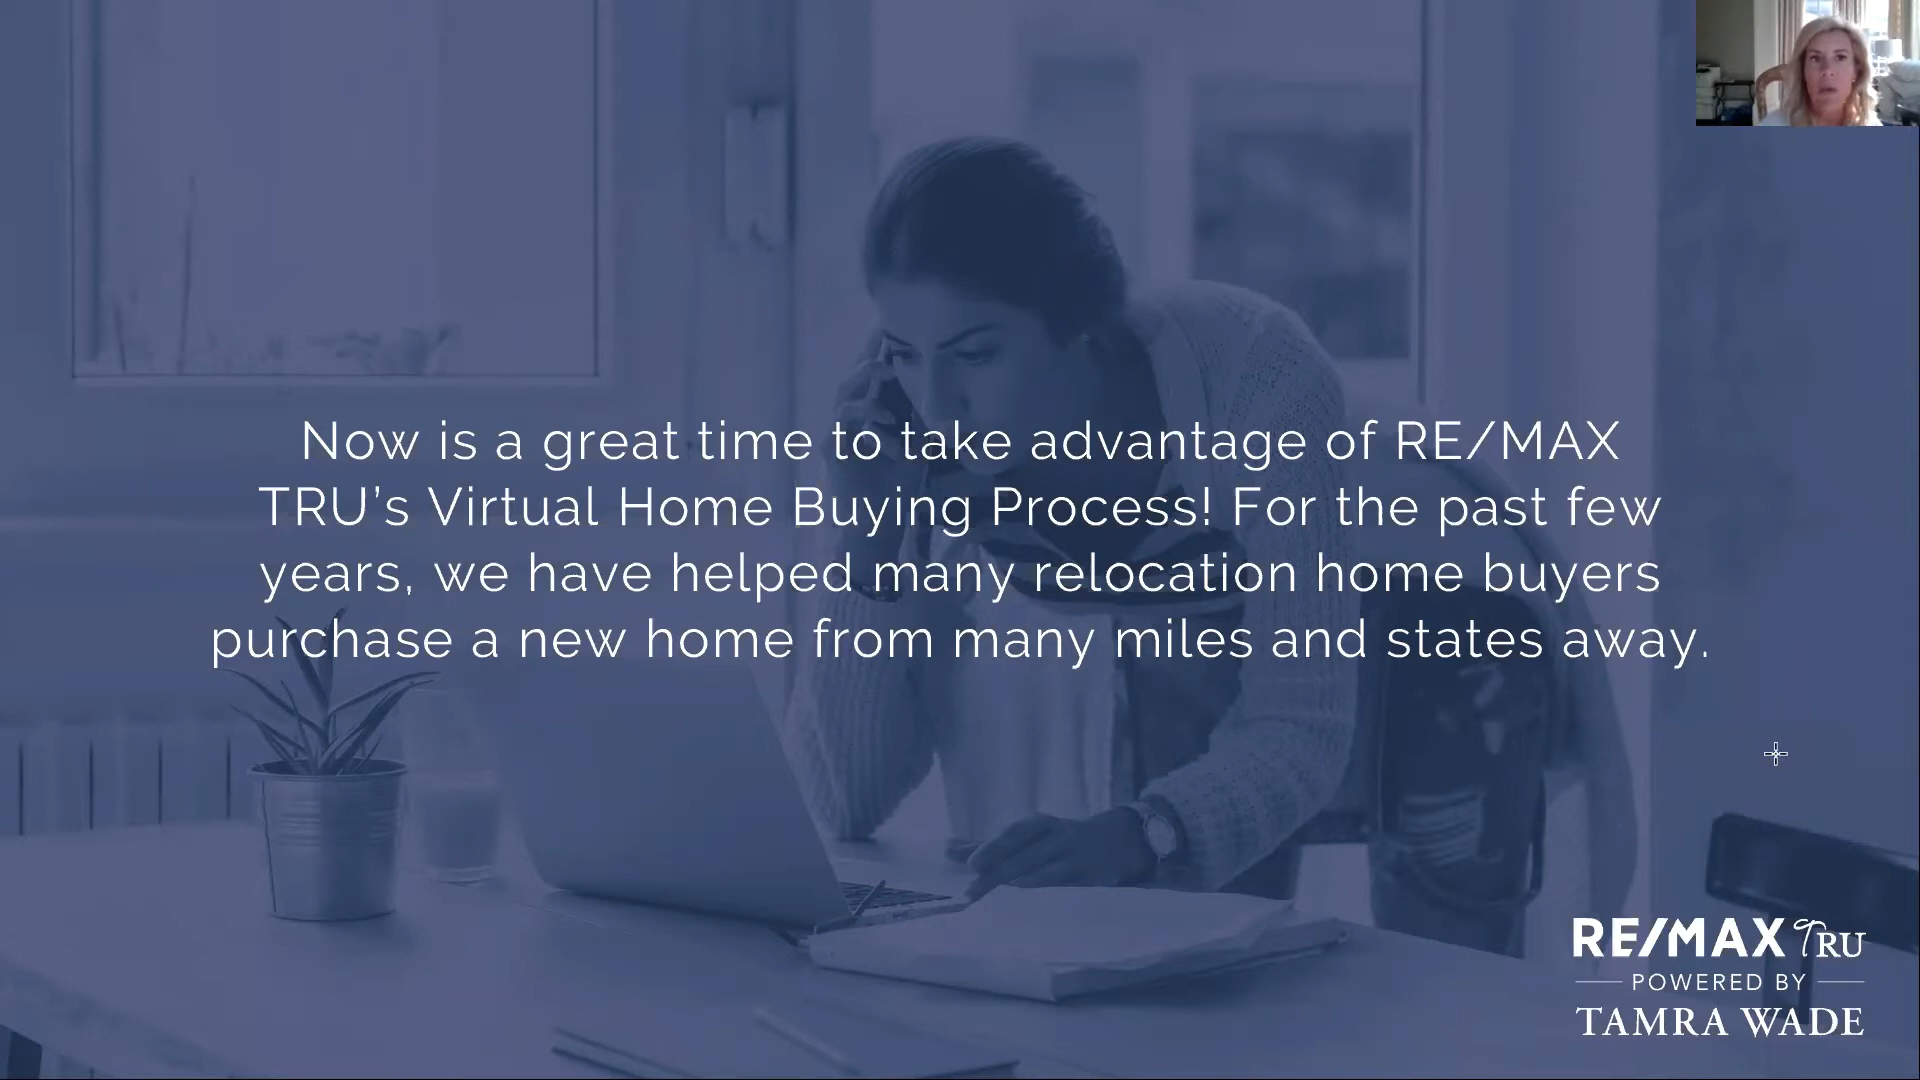 Now is a great time to take advantage of RE/MAX
TRU’s Virtual Home Buying Process! For the past few
years, we have helped many relocation home buyers
purchase a new home from many miles and states away.
RE/MAX TRU
POWERED BY
TAMRA WADE